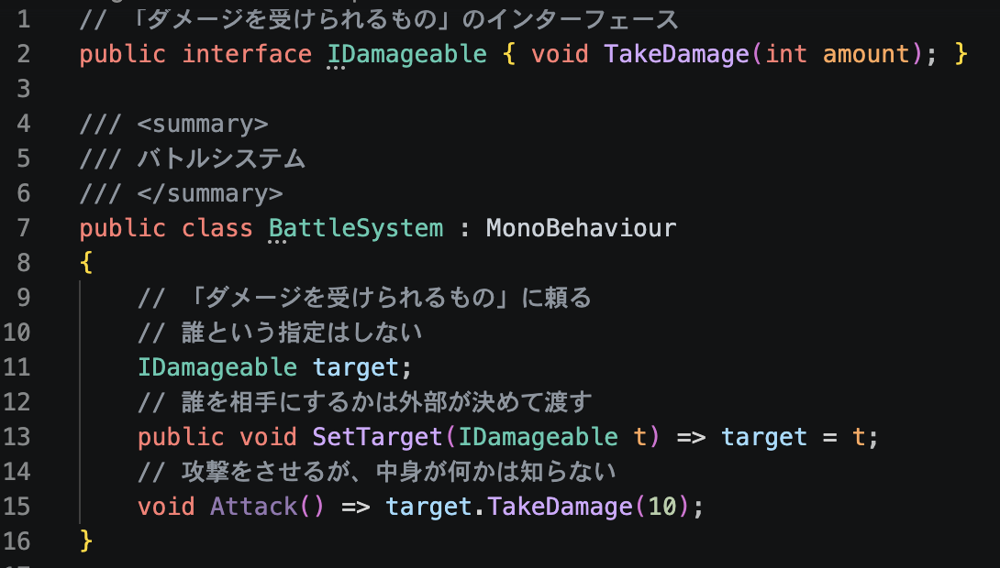 1 // 「ダメージを受けられるもの」のインターフェース
2 public interface IDamageable { void TakeDamage(int amount); }
3
4 /// <summary>
5 /// バトルシステム
6 /// </summary>
7 public class BattleSystem : MonoBehaviour
8 {
9 // 「ダメージを受けられるもの」に頼る
10 // 誰という指定はしない
11 IDamageable target;
12 // 誰を相手にするかは外部が決めて渡す
13 public void SetTarget(IDamageable t) => target = t;
14 // 攻撃をさせるが、中身が何かは知らない
15 void Attack() => target.TakeDamage(10);
16 }